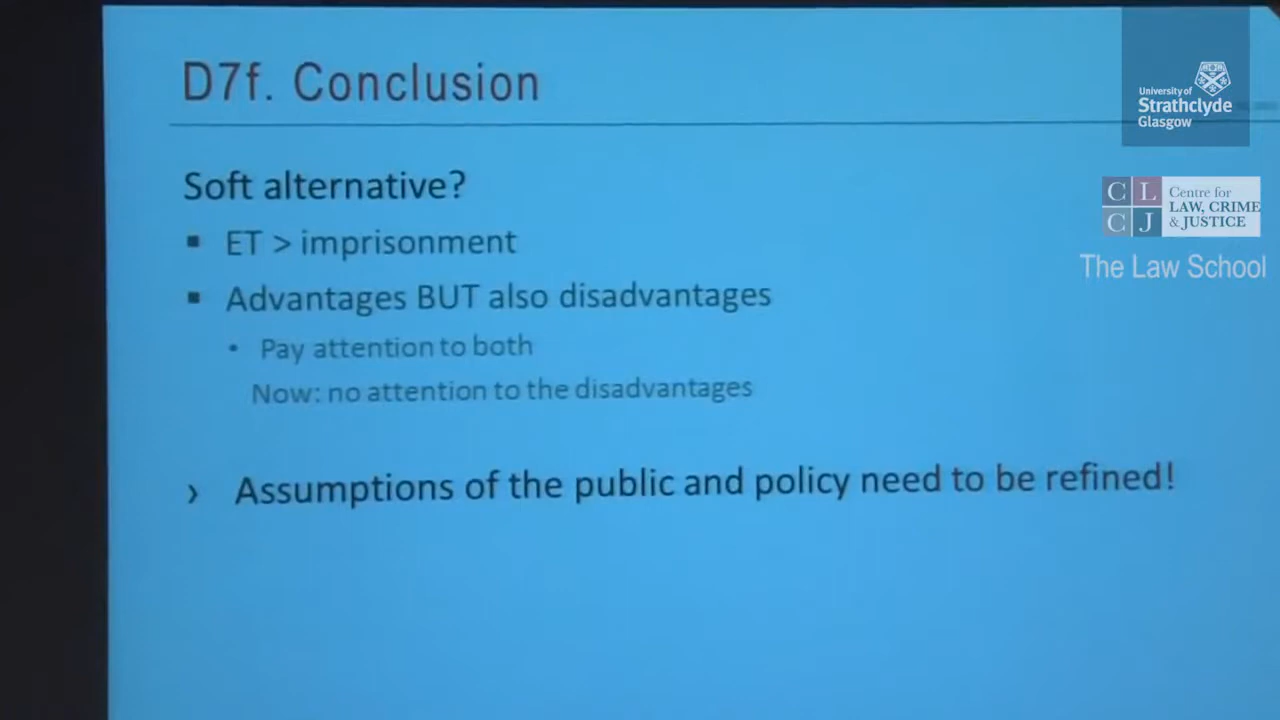 D7f. Conclusion
University of
Strathclyde
Glasgow
Soft alternative?
C L
C J
Centre for
LAW, CRIME
& JUSTICE
The Law School
▪ ET > imprisonment
▪ Advantages BUT also disadvantages
• Pay attention to both
Now: no attention to the disadvantages
› Assumptions of the public and policy need to be refined!